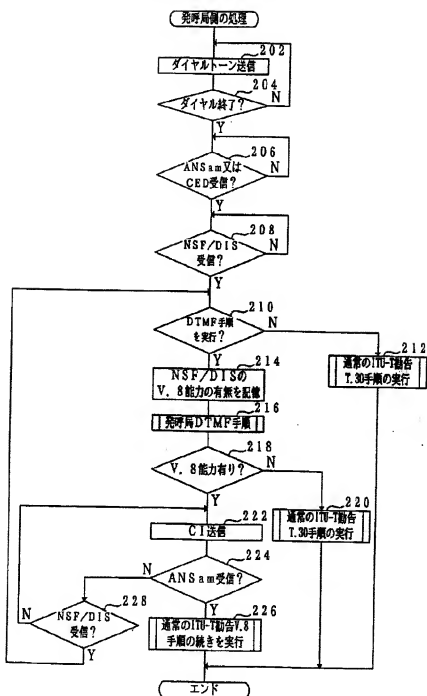 発呼局側の処理
202
ダイヤルトーン送信
204
ダイヤル終了?
N
Y
206
ANSam又は
CED受信?
N
Y
208
NSF/DIS
受信?
N
Y
210
DTMF手順
を実行?
N
Y
212
通常のITU-T勧告
T.30手順の実行
214
NSF/DISの
V.8能力の有無を記憶
216
発呼局DTMF手順
218
V.8能力有り?
N
Y
220
通常のITU-T勧告
T.30手順の実行
222
CI送信
224
ANSam受信?
N
Y
226
通常のITU-T勧告V.8
手順の続きを実行
228
NSF/DIS
受信?
N
Y
エンド